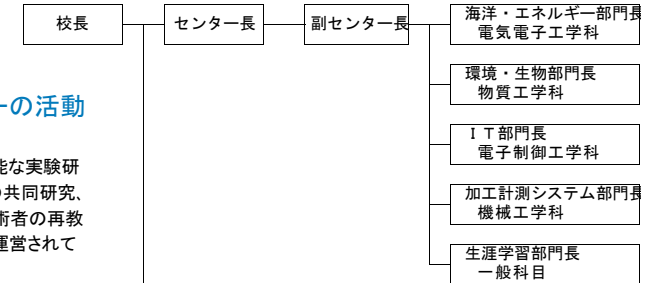 校長
センター長
副センター長
海洋・エネルギー部門長
電気電子工学科
環境・生物部門長
物質工学科
ＩＴ部門長
電子制御工学科
加工計測システム部門長
機械工学科
生涯学習部門長
一般科目
ーの活動
能な実験研
の共同研究、
術者の再教
運営されて